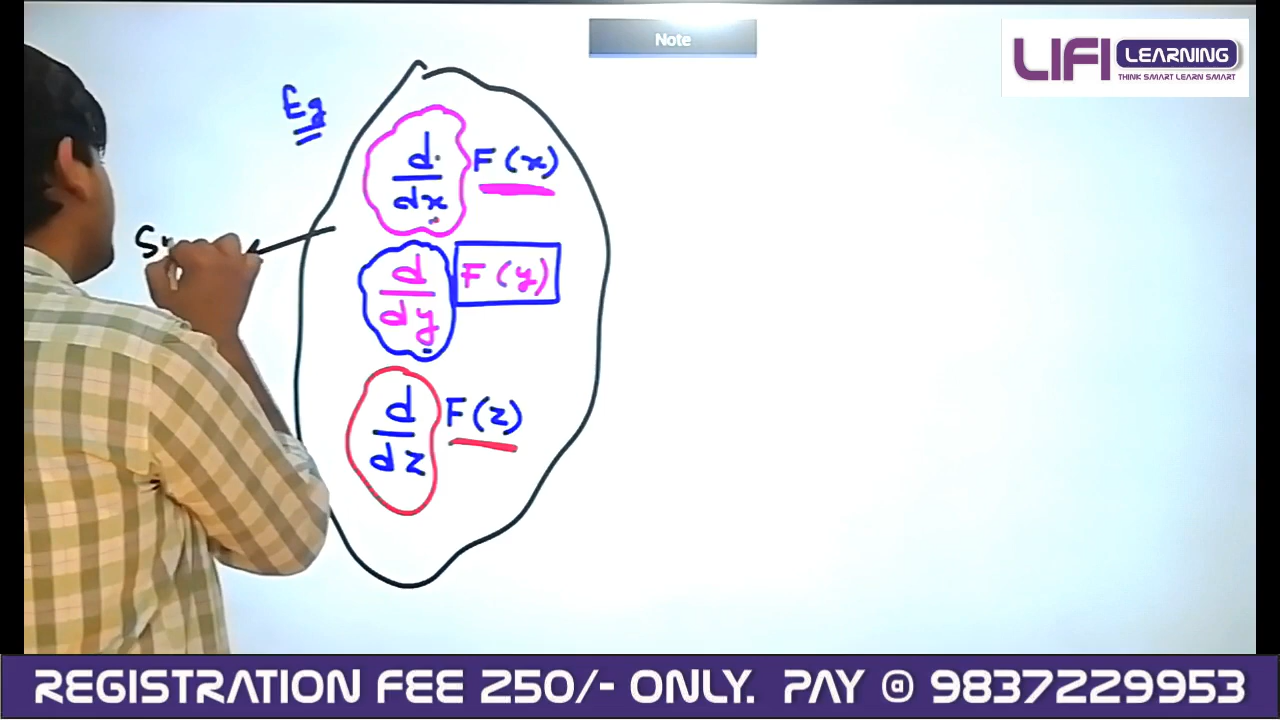 Note
LIFI LEARNING
THINK SMART LEARN SMART
Eg
d/dx F(x)
d/dy F(y)
d/dz F(z)
REGISTRATION FEE 250/- ONLY. PAY @ 9837229953